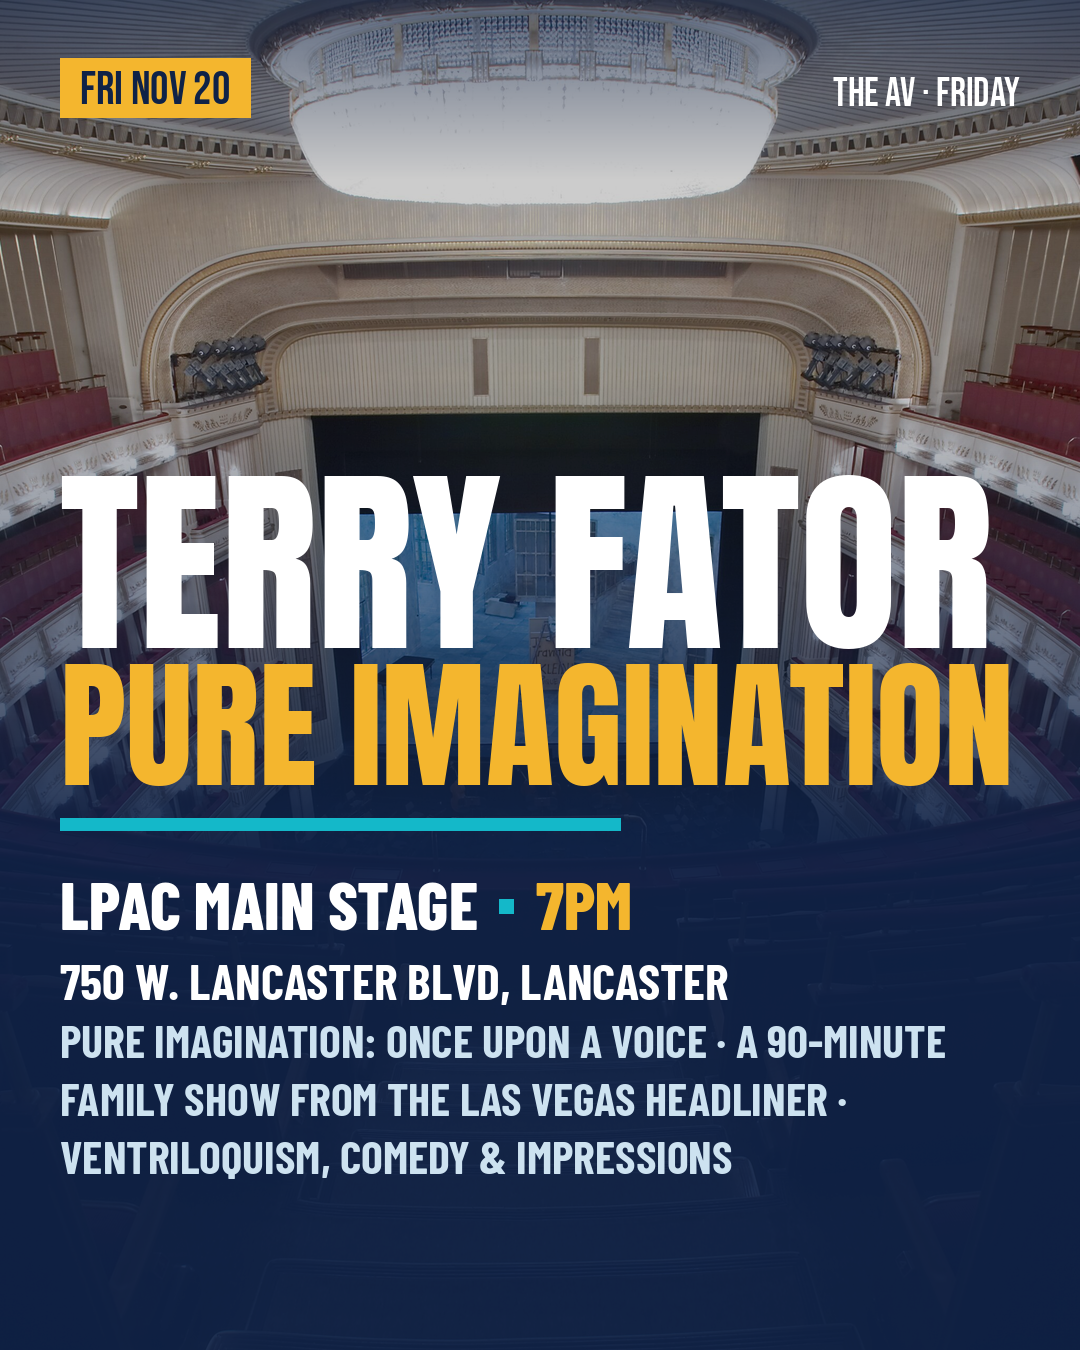 FRI NOV 20
THE AV · FRIDAY
TERRY FATOR
PURE IMAGINATION
LPAC MAIN STAGE ▪ 7PM
750 W. LANCASTER BLVD, LANCASTER
PURE IMAGINATION: ONCE UPON A VOICE · A 90-MINUTE
FAMILY SHOW FROM THE LAS VEGAS HEADLINER ·
VENTRILOQUISM, COMEDY & IMPRESSIONS